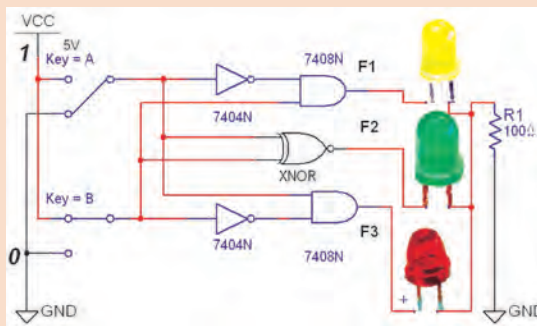 VCC
1
5V
Key = A
7408N
F1
7404N
F2
XNOR
R1
100Ω
Key = B
F3
0
7404N
7408N
+
GND
GND